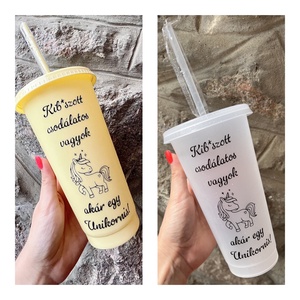 Kib*szott
csodálatos
vagyok
akár egy
Unikornis!
Kib*szott
csodálatos
vagyok
akár egy
Unikornis!